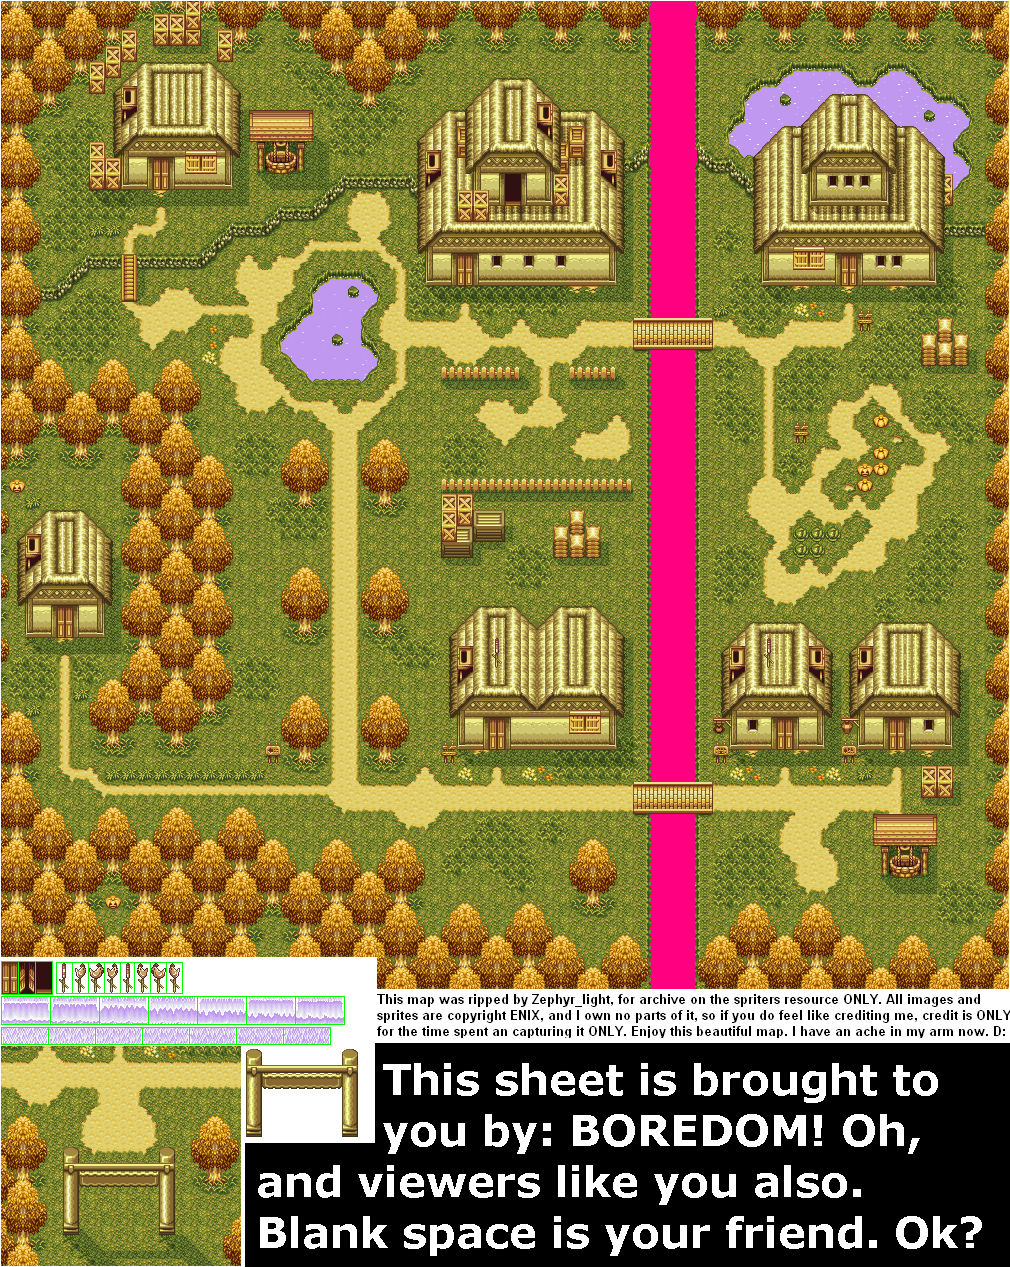 This map was ripped by Zephyr_light, for archive on the spriters resource ONLY. All images and
sprites are copyright ENIX, and I own no parts of it, so if you do feel like crediting me, credit is ONLY
for the time spent an capturing it ONLY. Enjoy this beautiful map. I have an ache in my arm now. D:
This sheet is brought to
you by: BOREDOM! Oh,
and viewers like you also.
Blank space is your friend. Ok?